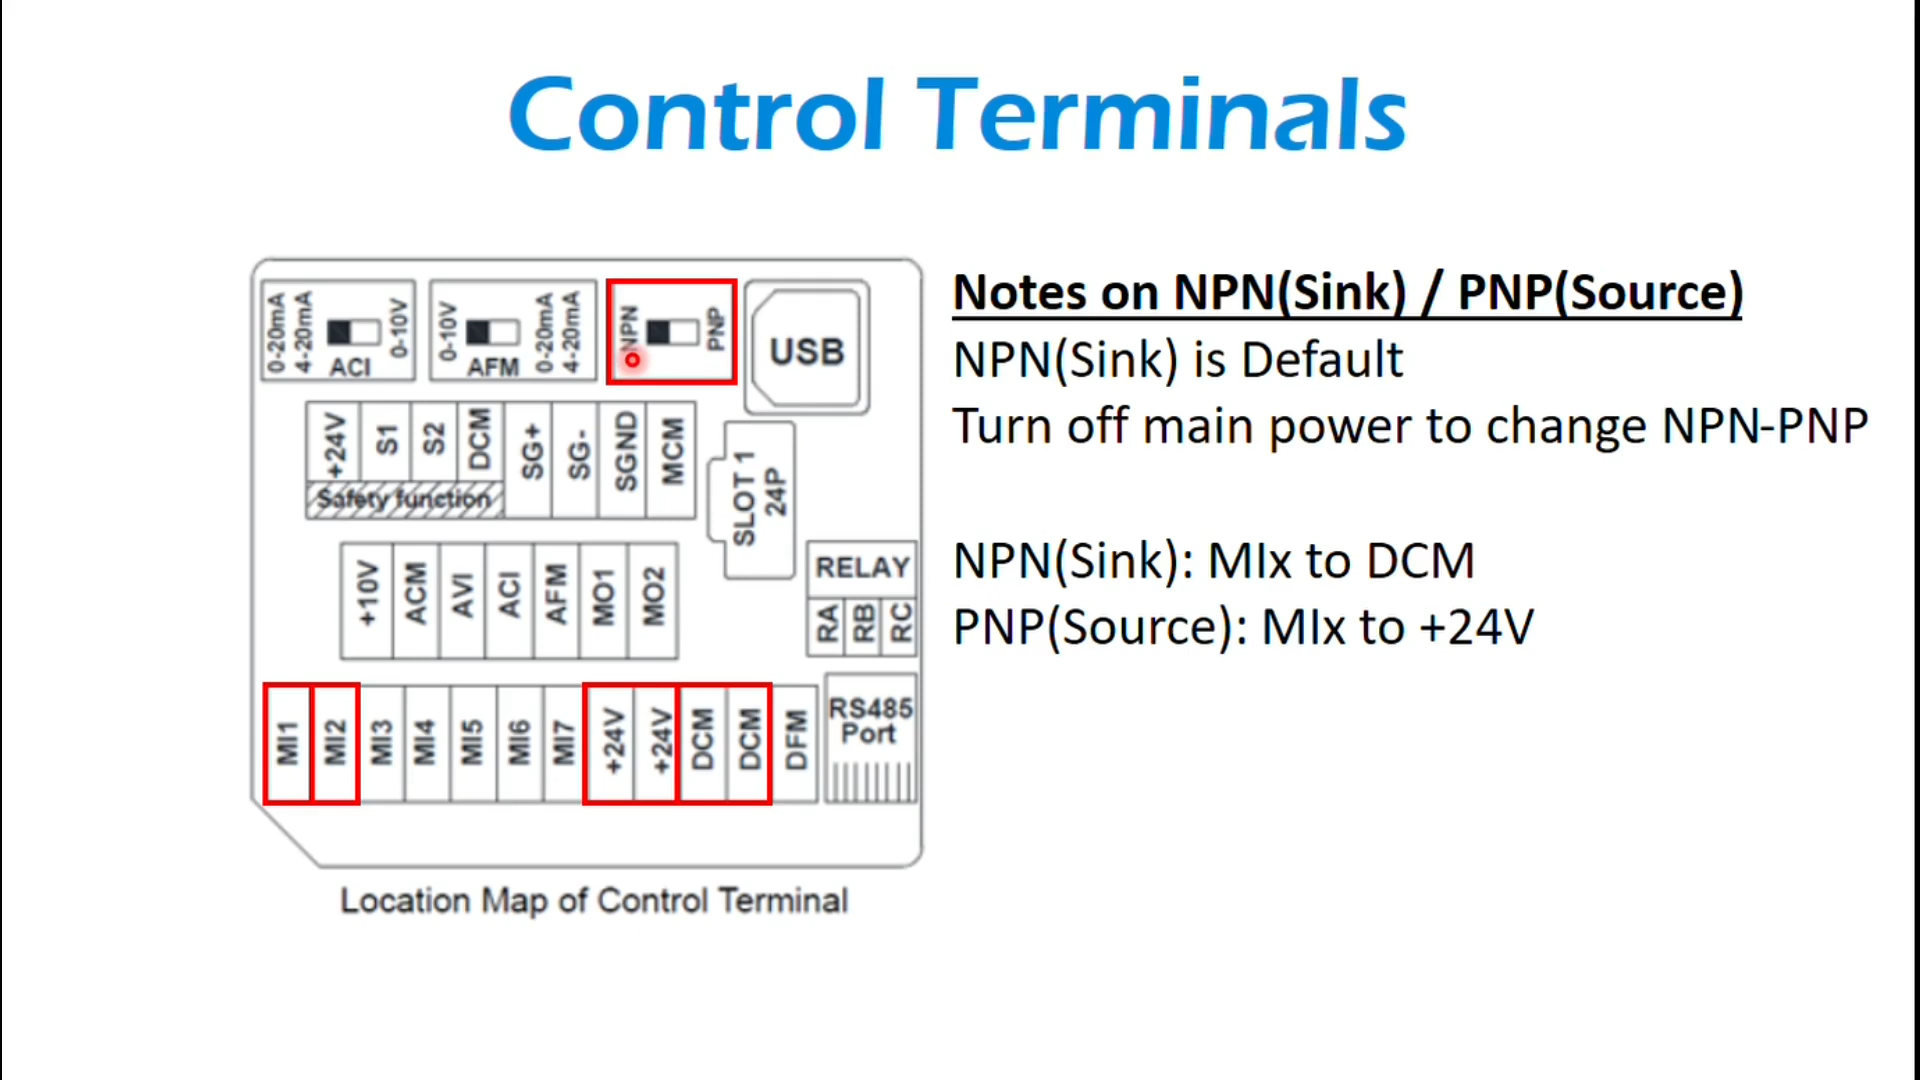 Control Terminals
0-20mA
4-20mA
0-10V
ACI
0-10V
0-20mA
4-20mA
AFM
NPN
PNP
USB
+24V S1 S2 DCM SG+ SG- SGND MCM
Safety function
SLOT 1
24P
+10V ACM AVI ACI AFM MO1 MO2
RELAY
RA RB RC
MI1 MI2 MI3 MI4 MI5 MI6 MI7 +24V +24V DCM DCM DFM
RS485
Port
Location Map of Control Terminal
Notes on NPN(Sink) / PNP(Source)
NPN(Sink) is Default
Turn off main power to change NPN-PNP
NPN(Sink): MIx to DCM
PNP(Source): MIx to +24V